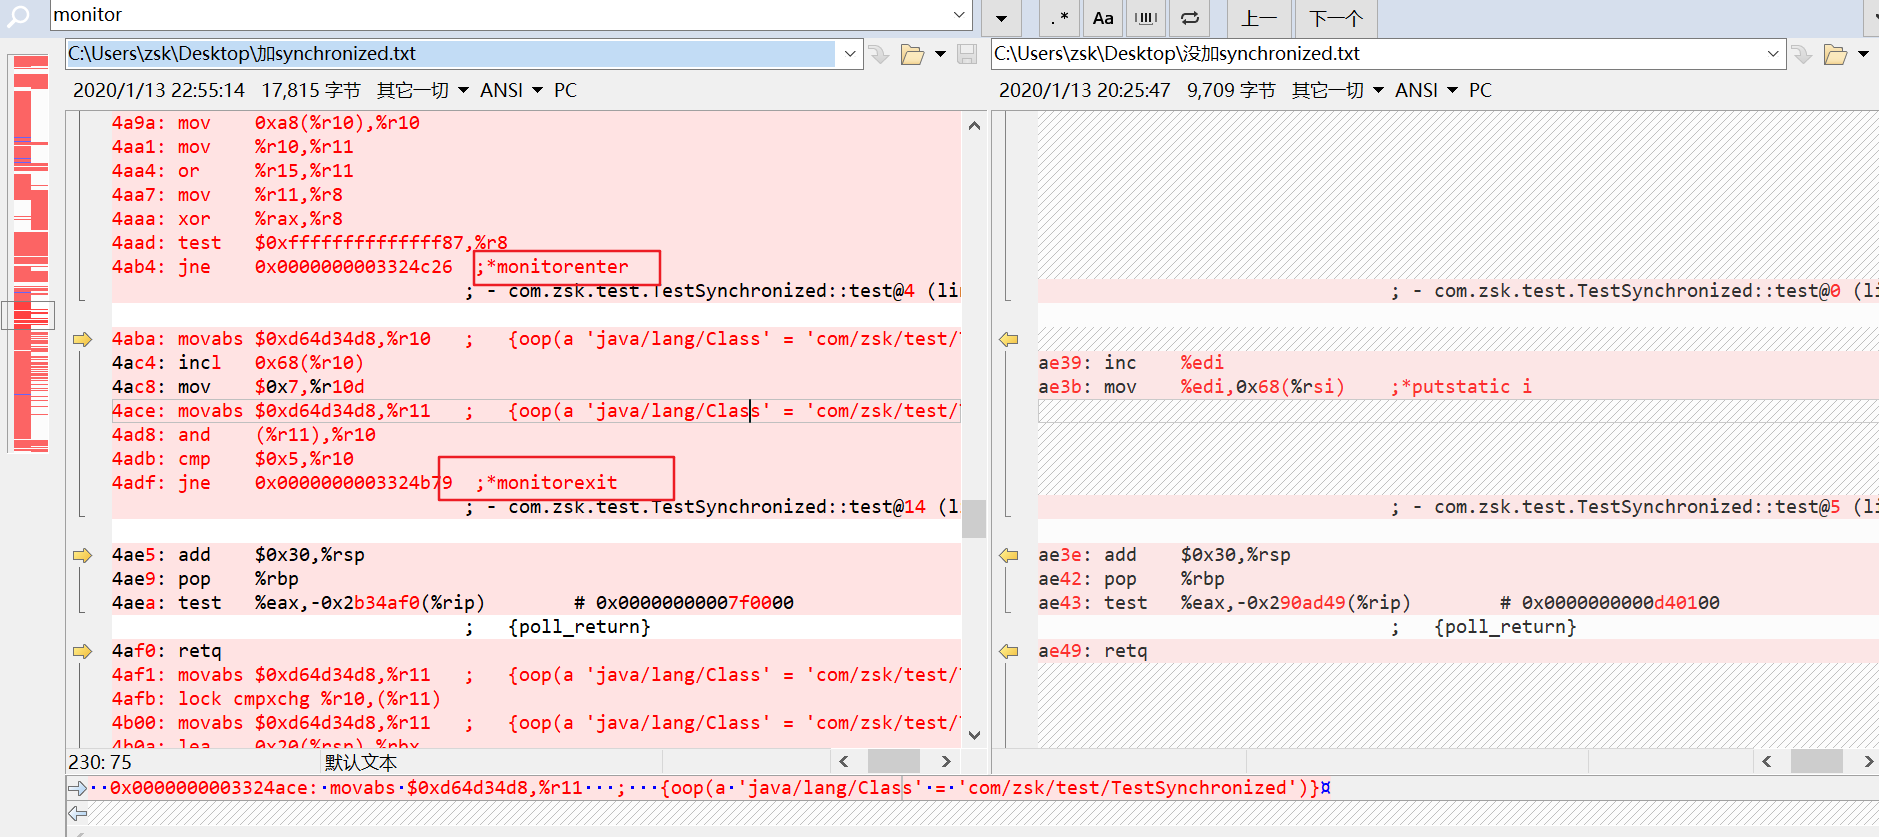 monitor
.* Aa 上一 下一个
C:\Users\zsk\Desktop\加synchronized.txt
2020/1/13 22:55:14 17,815 字节 其它一切 ANSI PC
4a9a: mov 0xa8(%r10),%r10
4aa1: mov %r10,%r11
4aa4: or %r15,%r11
4aa7: mov %r11,%r8
4aaa: xor %rax,%r8
4aad: test $0xffffffffffffff87,%r8
4ab4: jne 0x0000000003324c26 ;*monitorenter
; - com.zsk.test.TestSynchronized::test@4 (li
4aba: movabs $0xd64d34d8,%r10 ; {oop(a 'java/lang/Class' = 'com/zsk/test/
4ac4: incl 0x68(%r10)
4ac8: mov $0x7,%r10d
4ace: movabs $0xd64d34d8,%r11 ; {oop(a 'java/lang/Class' = 'com/zsk/test/
4ad8: and (%r11),%r10
4adb: cmp $0x5,%r10
4adf: jne 0x0000000003324b79 ;*monitorexit
; - com.zsk.test.TestSynchronized::test@14 (l
4ae5: add $0x30,%rsp
4ae9: pop %rbp
4aea: test %eax,-0x2b34af0(%rip) # 0x00000000007f0000
; {poll_return}
4af0: retq
4af1: movabs $0xd64d34d8,%r11 ; {oop(a 'java/lang/Class' = 'com/zsk/test/
4afb: lock cmpxchg %r10,(%r11)
4b00: movabs $0xd64d34d8,%r11 ; {oop(a 'java/lang/Class' = 'com/zsk/test/
4b0a: lea 0x20(%rsp),%rbx
230: 75 默认文本
C:\Users\zsk\Desktop\没加synchronized.txt
2020/1/13 20:25:47 9,709 字节 其它一切 ANSI PC
; - com.zsk.test.TestSynchronized::test@0 (li
ae39: inc %edi
ae3b: mov %edi,0x68(%rsi) ;*putstatic i
; - com.zsk.test.TestSynchronized::test@5 (li
ae3e: add $0x30,%rsp
ae42: pop %rbp
ae43: test %eax,-0x290ad49(%rip) # 0x0000000000d40100
; {poll_return}
ae49: retq
··0x0000000003324ace:·movabs·$0xd64d34d8,%r11···;···{oop(a·'java/lang/Class'·=·'com/zsk/test/TestSynchronized')}¤